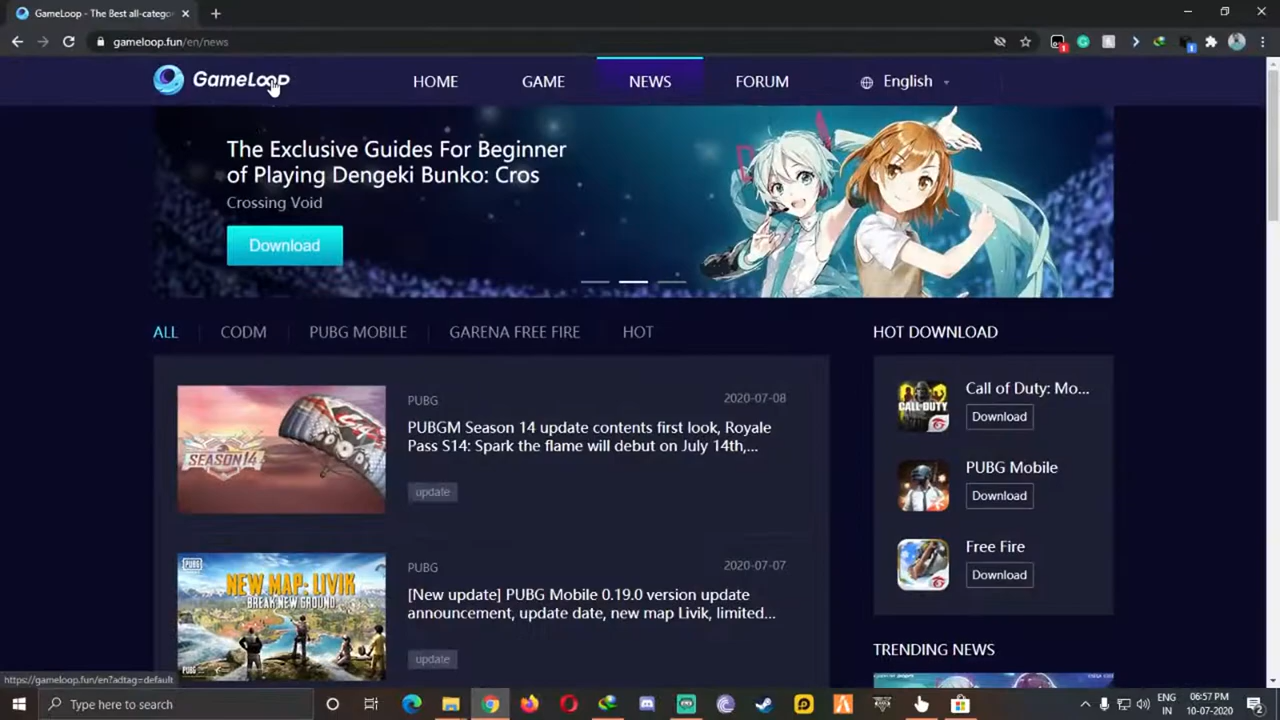 GameLoop - The Best all-catego
gameloop.fun/en/news
GameLoop
HOME
GAME
NEWS
FORUM
English
The Exclusive Guides For Beginner
of Playing Dengeki Bunko: Cros
Crossing Void
Download
ALL
CODM
PUBG MOBILE
GARENA FREE FIRE
HOT
HOT DOWNLOAD
PUBG
2020-07-08
PUBGM Season 14 update contents first look, Royale
Pass S14: Spark the flame will debut on July 14th,...
update
SEASON14
CALL OF DUTY
Call of Duty: Mo...
Download
PUBG Mobile
Download
Free Fire
Download
PUBG
2020-07-07
[New update] PUBG Mobile 0.19.0 version update
announcement, update date, new map Livik, limited...
update
NEW MAP: LIVIK
BREAK NEW GROUND
TRENDING NEWS
https://gameloop.fun/en?adtag=default
Type here to search
ENG
IN
06:57 PM
10-07-2020